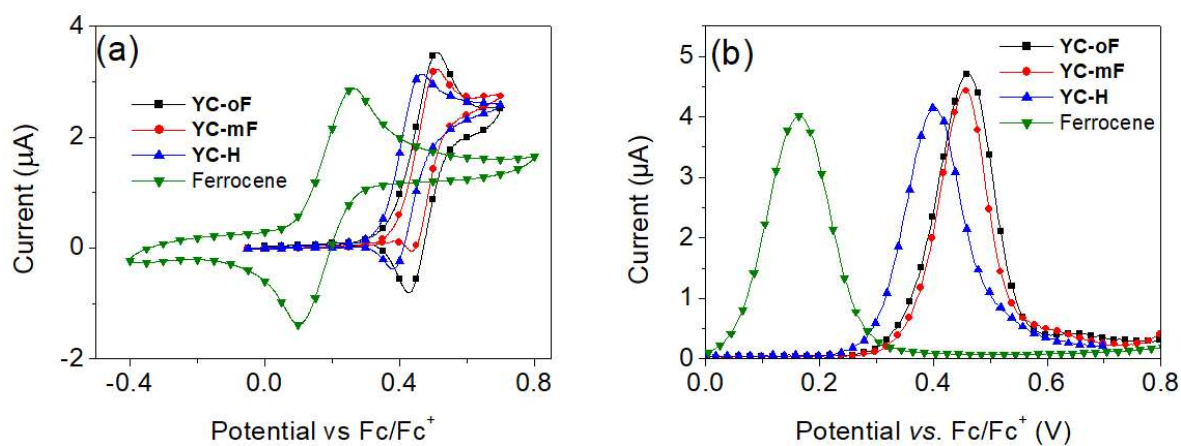 (a)
YC-oF
YC-mF
YC-H
Ferrocene
4
2
0
-2
-0.4
0.0
0.4
0.8
Current (µA)
Potential vs Fc/Fc+
(b)
YC-oF
YC-mF
YC-H
Ferrocene
5
4
3
2
1
0
0.0
0.2
0.4
0.6
0.8
Current (µA)
Potential vs. Fc/Fc+ (V)